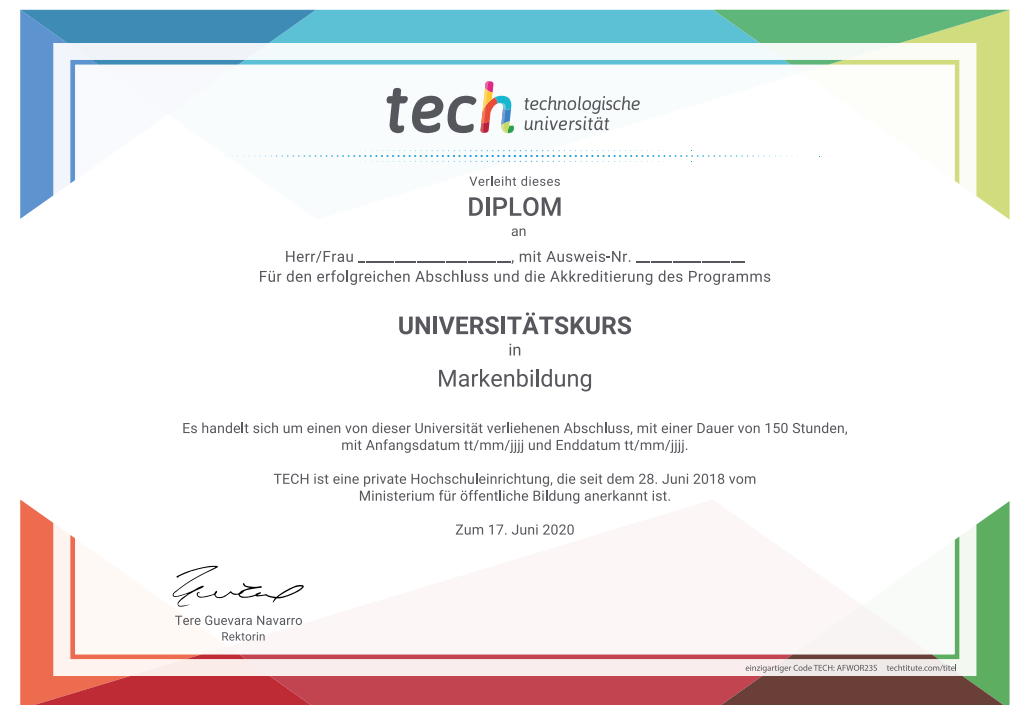 tech technologische
universität
Verleiht dieses
DIPLOM
an
Herr/Frau ____________________, mit Ausweis-Nr. ______________
Für den erfolgreichen Abschluss und die Akkreditierung des Programms
UNIVERSITÄTSKURS
in
Markenbildung
Es handelt sich um einen von dieser Universität verliehenen Abschluss, mit einer Dauer von 150 Stunden,
mit Anfangsdatum tt/mm/jjjj und Enddatum tt/mm/jjjj.
TECH ist eine private Hochschuleinrichtung, die seit dem 28. Juni 2018 vom
Ministerium für öffentliche Bildung anerkannt ist.
Zum 17. Juni 2020
Tere Guevara Navarro
Rektorin
einzigartiger Code TECH: AFWOR23S techtitute.com/titel